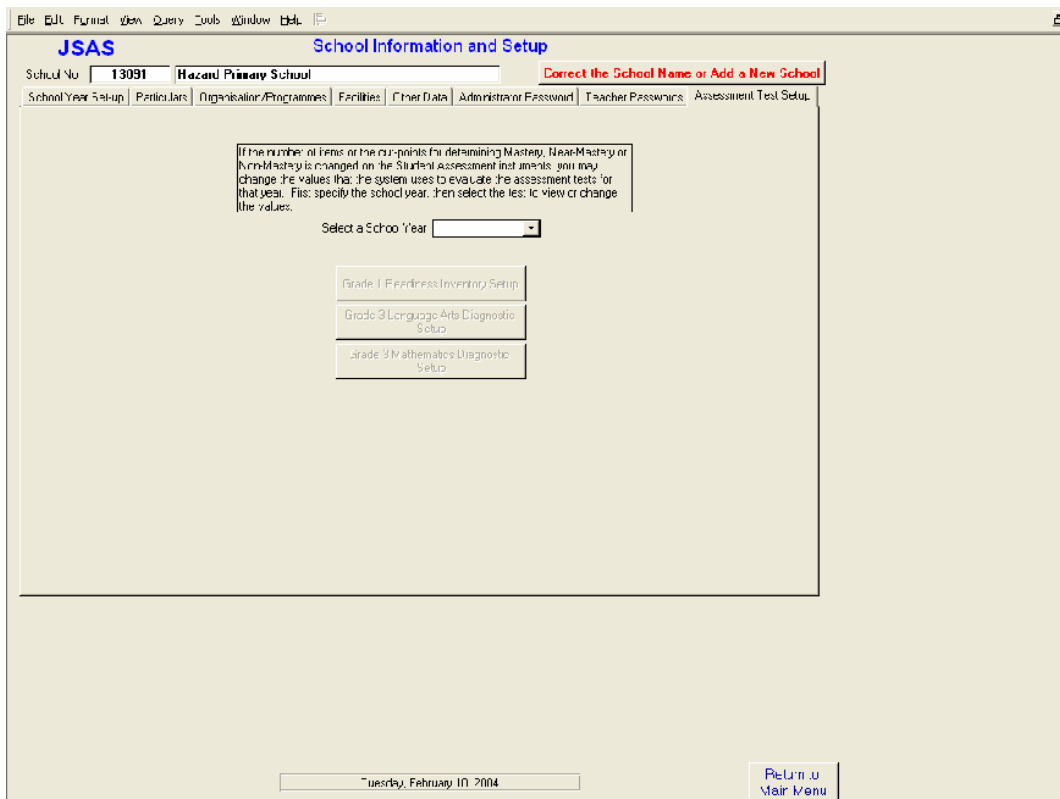 File Edit Format View Query Tools Window Help
JSAS School Information and Setup
School No 13091 Hazard Primary School Correct the School Name or Add a New School
School Year Set-up Particulars Organisation/Programmes Facilities Other Data Administrator Password Teacher Passwords Assessment Test Setup
If the number of items or the cut-points for determining Mastery, Near-Mastery or
Non-Mastery is changed on the Student Assessment instruments, you may
change the values that the system uses to evaluate the assessment tests for
that year. First specify the school year, then select the test to view or change
the values.
Select a School Year
Grade 1 Readiness Inventory Setup
Grade 3 Language Arts Diagnostic
Setup
Grade 3 Mathematics Diagnostic
Setup
Tuesday, February 10, 2004
Return to
Main Menu